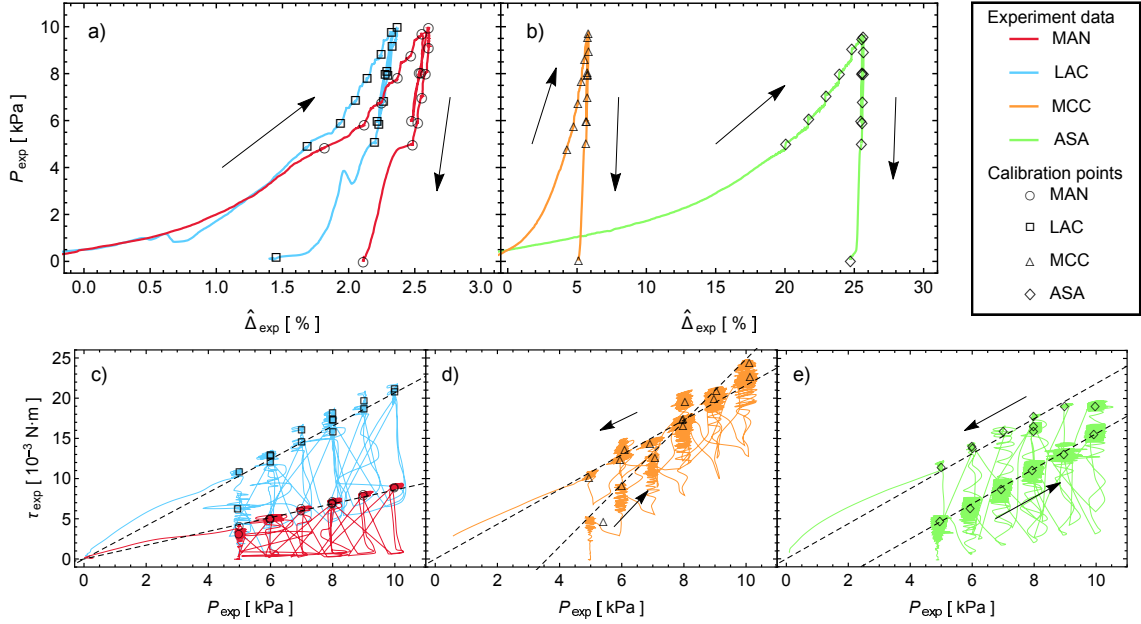 a)
b)
10
8
6
4
2
0
P_exp [ kPa]
0.0 0.5 1.0 1.5 2.0 2.5 3.0
0 5 10 15 20 25 30
Δ̂_exp [ % ]
Δ̂_exp [ % ]
Experiment data
MAN
LAC
MCC
ASA
Calibration points
MAN
LAC
MCC
ASA
c)
d)
e)
25
20
15
10
5
0
τ_exp [10⁻³ N·m]
0 2 4 6 8 10
0 2 4 6 8 10
0 2 4 6 8 10
P_exp [ kPa]
P_exp [ kPa]
P_exp [ kPa]